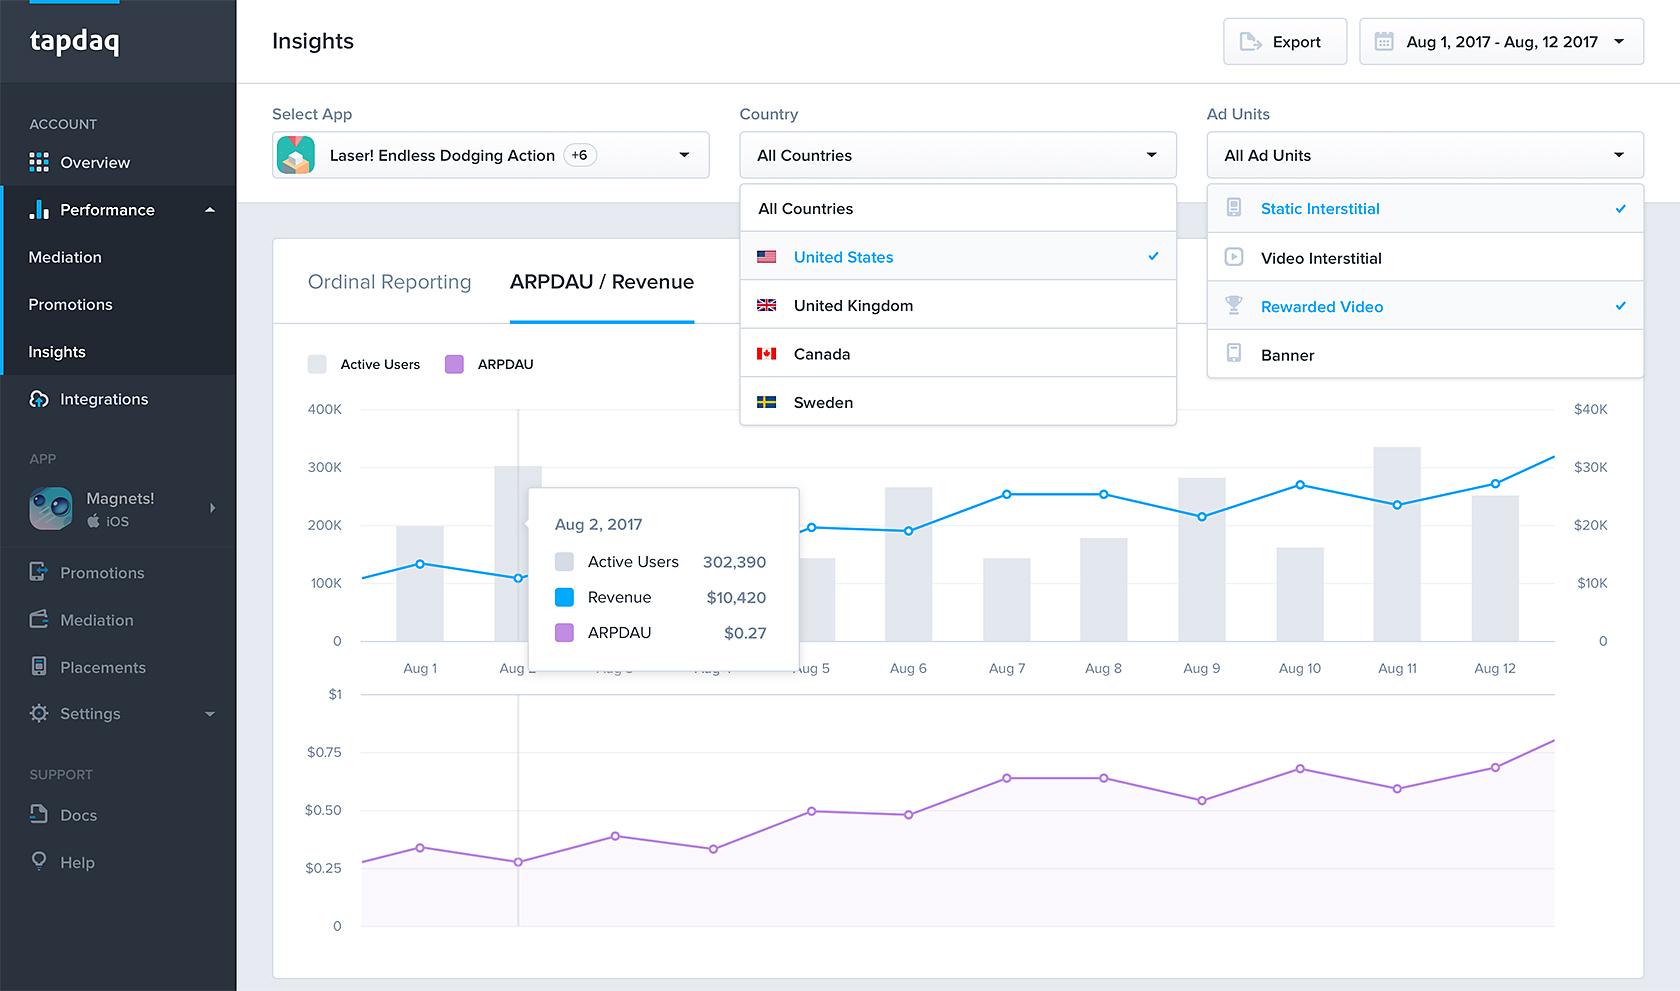 tapdaq
Insights
Export
Aug 1, 2017 - Aug, 12 2017
ACCOUNT
Overview
Performance
Mediation
Promotions
Insights
Integrations
APP
Magnets!
iOS
Promotions
Mediation
Placements
Settings
SUPPORT
Docs
Help
Select App
Laser! Endless Dodging Action +6
Country
All Countries
All Countries
United States
United Kingdom
Canada
Sweden
Ad Units
All Ad Units
Static Interstitial
Video Interstitial
Rewarded Video
Banner
Ordinal Reporting ARPDAU / Revenue
Active Users ARPDAU
400K $40K
300K $30K
200K $20K
100K $10K
0 0
Aug 2, 2017
Active Users 302,390
Revenue $10,420
ARPDAU $0.27
Aug 1 Aug Aug 5 Aug 6 Aug 7 Aug 8 Aug 9 Aug 10 Aug 11 Aug 12
$1
$0.75
$0.50
$0.25
0